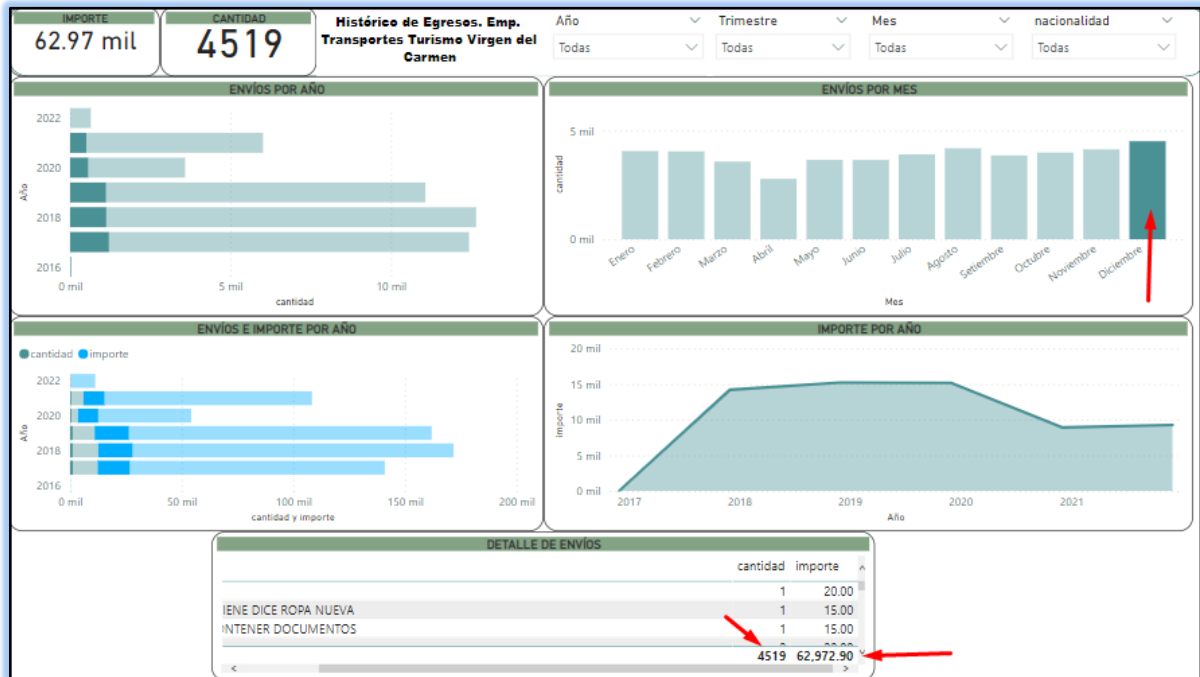 IMPORTE
62.97 mil
CANTIDAD
4519
Histórico de Egresos. Emp.
Transportes Turismo Virgen del
Carmen
Año
Todas
Trimestre
Todas
Mes
Todas
nacionalidad
Todas
ENVÍOS POR AÑO
Año
2022
2020
2018
2016
0 mil 5 mil 10 mil
cantidad
ENVÍOS POR MES
cantidad
5 mil
0 mil
Enero Febrero Marzo Abril Mayo Junio Julio Agosto Setiembre Octubre Noviembre Diciembre
Mes
ENVÍOS E IMPORTE POR AÑO
cantidad importe
Año
2022
2020
2018
2016
0 mil 50 mil 100 mil 150 mil 200 mil
cantidad y importe
IMPORTE POR AÑO
importe
20 mil
15 mil
10 mil
5 mil
0 mil
2017 2018 2019 2020 2021
Año
DETALLE DE ENVÍOS
cantidad importe
1 20.00
IENE DICE ROPA NUEVA 1 15.00
NTENER DOCUMENTOS 1 15.00
4519 62,972.90